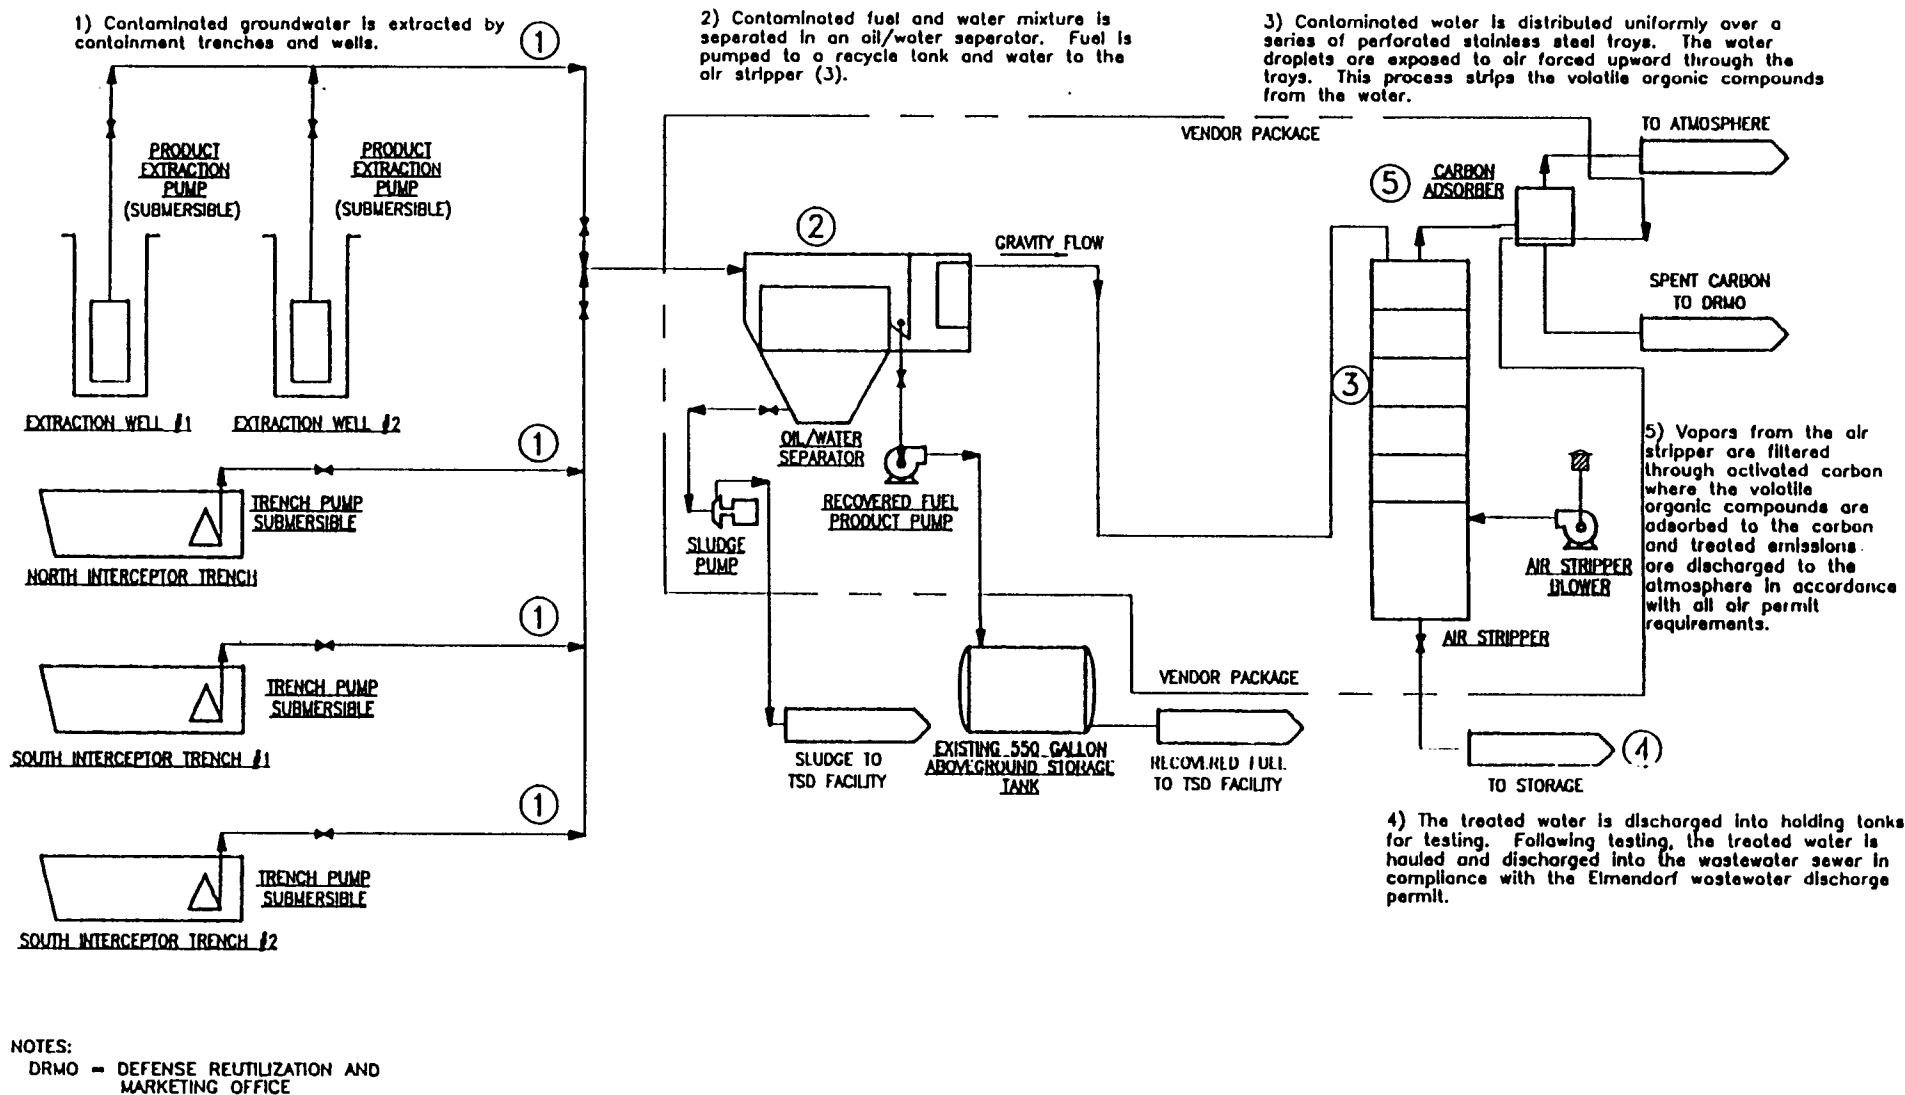 1) Contaminated groundwater is extracted by
containment trenches and wells.
1
2) Contaminated fuel and water mixture is
separated in an oil/water separator. Fuel is
pumped to a recycle tank and water to the
air stripper (3).
3) Contaminated water is distributed uniformly over a
series of perforated stainless steel trays. The water
droplets are exposed to air forced upward through the
trays. This process strips the volatile organic compounds
from the water.
VENDOR PACKAGE
TO ATMOSPHERE
PRODUCT
EXTRACTION
PUMP
(SUBMERSIBLE)
PRODUCT
EXTRACTION
PUMP
(SUBMERSIBLE)
5
CARBON
ADSORBER
2
GRAVITY FLOW
SPENT CARBON
TO DRMO
3
EXTRACTION WELL #1
EXTRACTION WELL #2
OIL/WATER
SEPARATOR
1
TRENCH PUMP
SUBMERSIBLE
NORTH INTERCEPTOR TRENCH
RECOVERED FUEL
PRODUCT PUMP
SLUDGE
PUMP
AIR STRIPPER
BLOWER
5) Vapors from the air
stripper are filtered
through activated carbon
where the volatile
organic compounds are
adsorbed to the carbon
and treated emissions
are discharged to the
atmosphere in accordance
with all air permit
requirements.
AIR STRIPPER
1
TRENCH PUMP
SUBMERSIBLE
SOUTH INTERCEPTOR TRENCH #1
VENDOR PACKAGE
SLUDGE TO
TSD FACILITY
EXISTING 550 GALLON
ABOVEGROUND STORAGE
TANK
RECOVERED FUEL
TO TSD FACILITY
4
TO STORAGE
1
TRENCH PUMP
SUBMERSIBLE
SOUTH INTERCEPTOR TRENCH #2
4) The treated water is discharged into holding tanks
for testing. Following testing, the treated water is
hauled and discharged into the wastewater sewer in
compliance with the Elmendorf wastewater discharge
permit.
NOTES:
DRMO - DEFENSE REUTILIZATION AND
MARKETING OFFICE